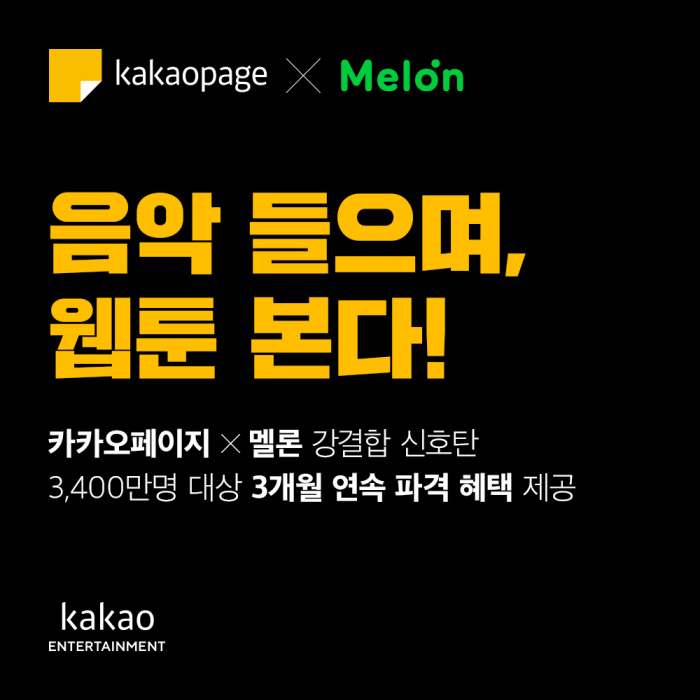 kakaopage × Melon
음악 들으며,
웹툰 본다!
카카오페이지 × 멜론 강결합 신호탄
3,400만명 대상 3개월 연속 파격 혜택 제공
kakao
ENTERTAINMENT